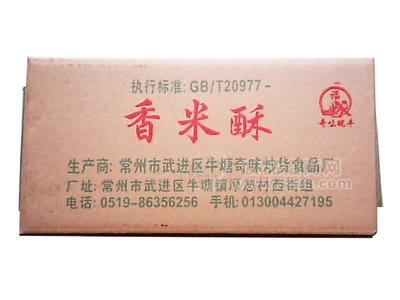 执行标准: GB/T20977-
福
香米酥
生产商: 常州市武进区牛塘奇味炒货食品厂
厂址: 常州市武进区牛塘镇厚恕村西街组
电话: 0519-86356256 手机:013004427195